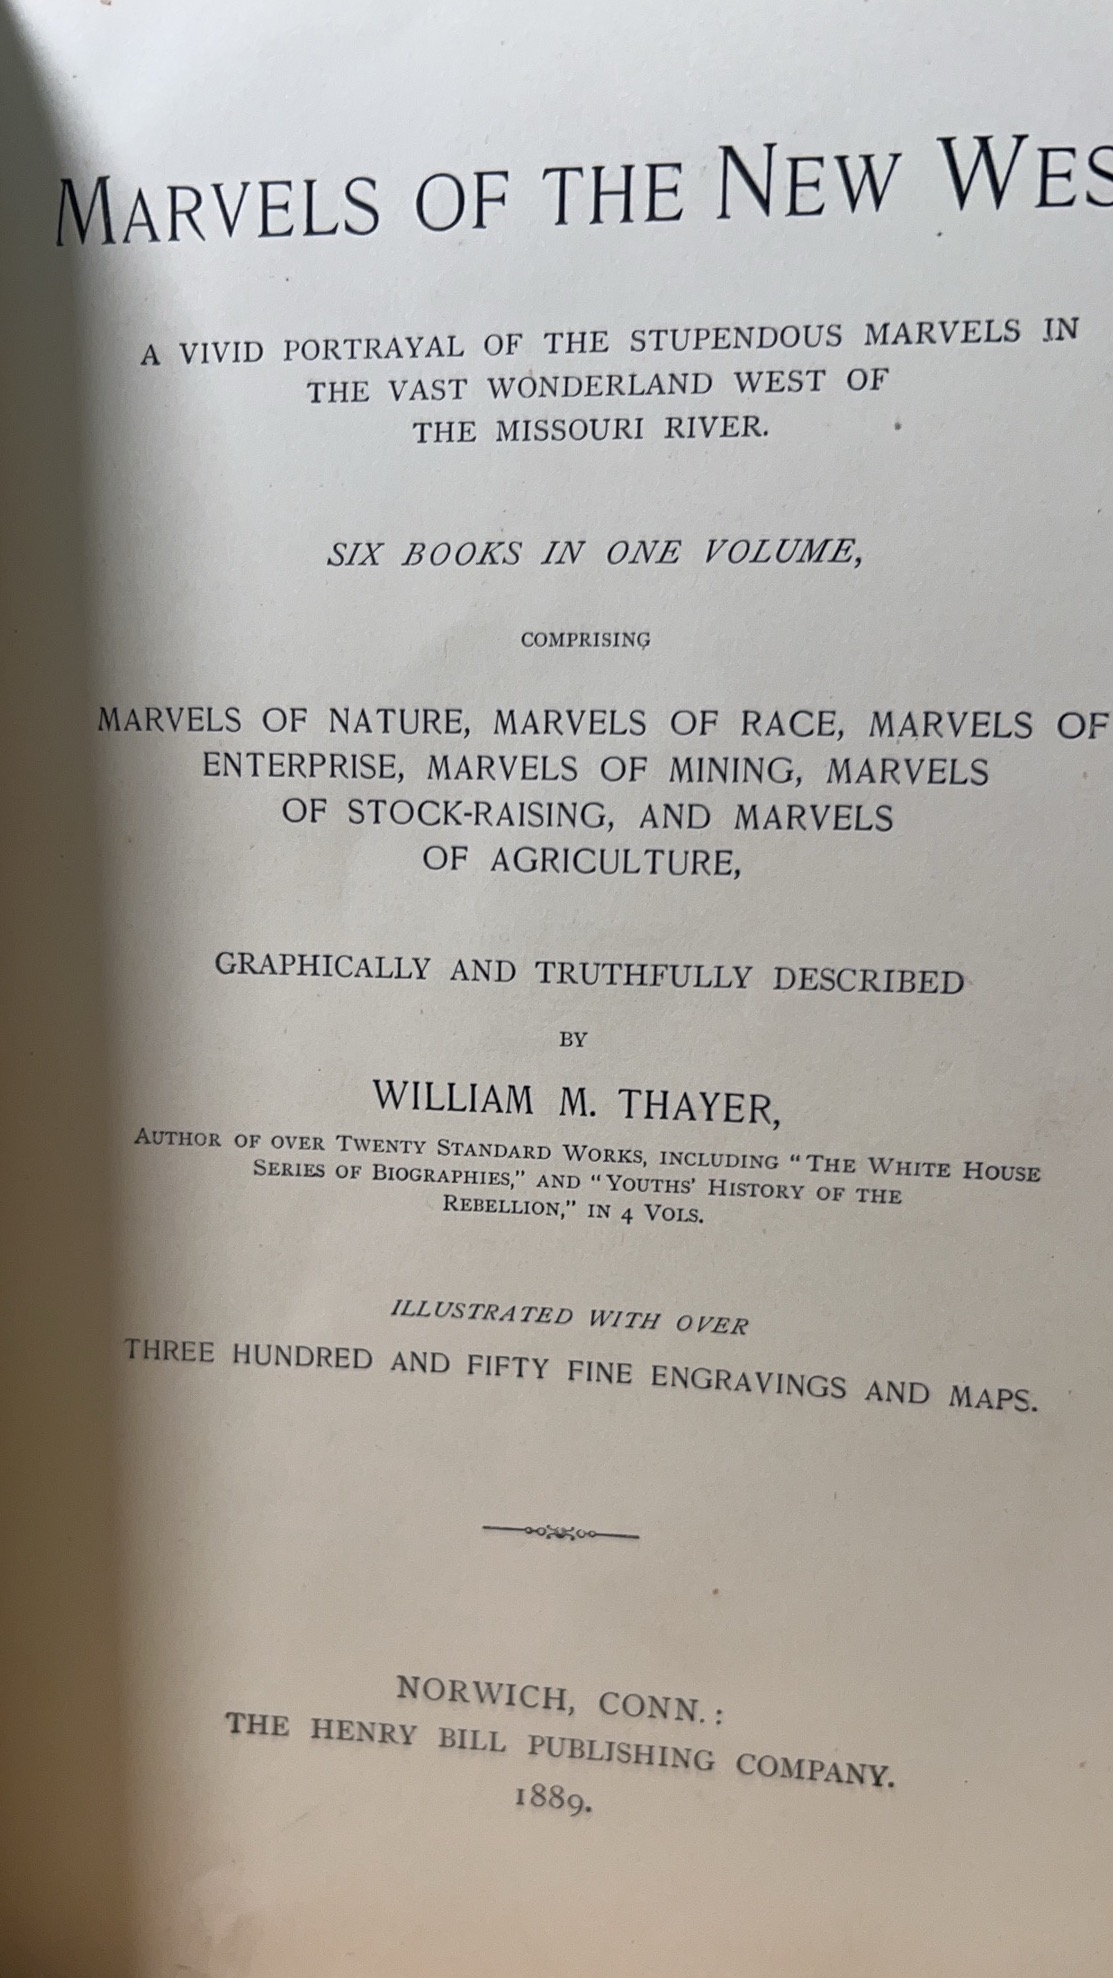 MARVELS OF THE NEW WES
A VIVID PORTRAYAL OF THE STUPENDOUS MARVELS IN
THE VAST WONDERLAND WEST OF
THE MISSOURI RIVER.
SIX BOOKS IN ONE VOLUME,
COMPRISING
MARVELS OF NATURE, MARVELS OF RACE, MARVELS OF
ENTERPRISE, MARVELS OF MINING, MARVELS
OF STOCK-RAISING, AND MARVELS
OF AGRICULTURE,
GRAPHICALLY AND TRUTHFULLY DESCRIBED
BY
WILLIAM M. THAYER,
AUTHOR OF OVER TWENTY STANDARD WORKS, INCLUDING "THE WHITE HOUSE
SERIES OF BIOGRAPHIES," AND "YOUTHS' HISTORY OF THE
REBELLION," IN 4 VOLS.
ILLUSTRATED WITH OVER
THREE HUNDRED AND FIFTY FINE ENGRAVINGS AND MAPS.
NORWICH, CONN.:
THE HENRY BILL PUBLISHING COMPANY.
1889.